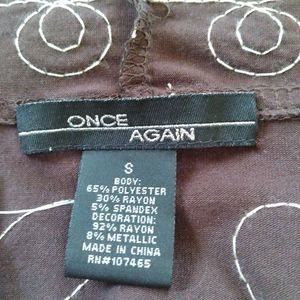 ONCE
AGAIN
S
BODY:
65% POLYESTER
30% RAYON
5% SPANDEX
DECORATION:
92% RAYON
8% METALLIC
MADE IN CHINA
RN#107465